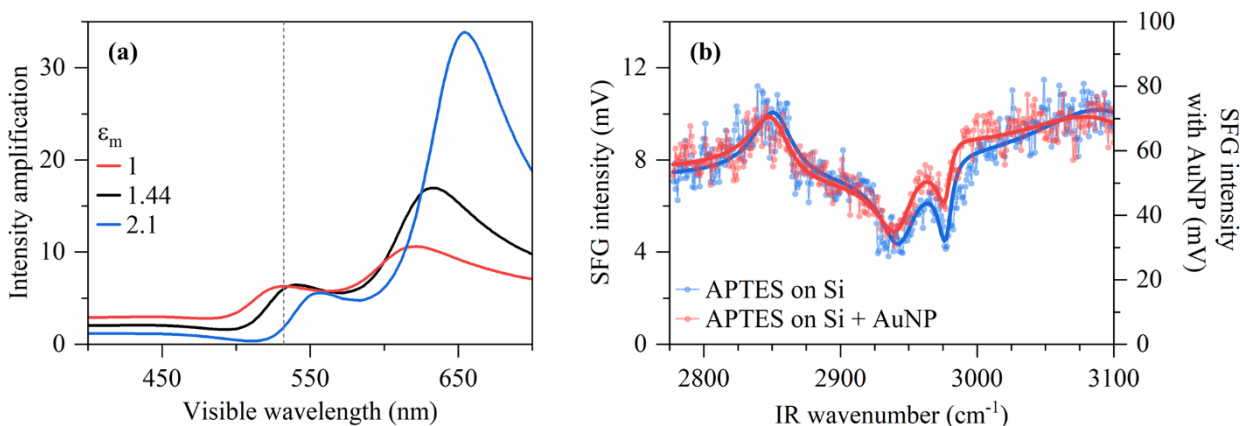 (a)
30
20
10
0
Intensity amplification
εm
1
1.44
2.1
450
550
650
Visible wavelength (nm)
(b)
12
8
4
0
SFG intensity (mV)
100
80
60
40
20
0
SFG intensity
with AuNP (mV)
APTES on Si
APTES on Si + AuNP
2800
2900
3000
3100
IR wavenumber (cm⁻¹)